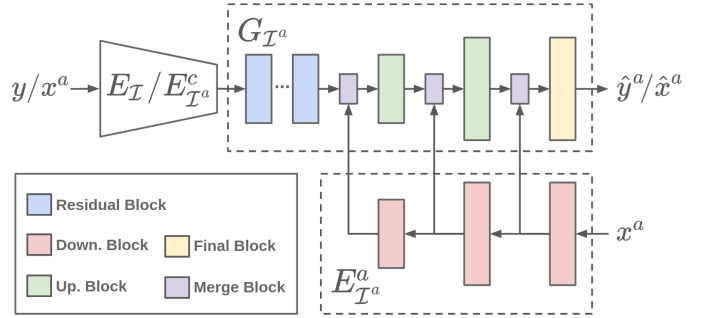 G_{\mathcal{I}^a}
y/x^a
E_{\mathcal{I}}/E^c_{\mathcal{I}^a}
...
ŷ^a/x̂^a
Residual Block
Down. Block
Final Block
Up. Block
Merge Block
E^a_{\mathcal{I}^a}
x^a